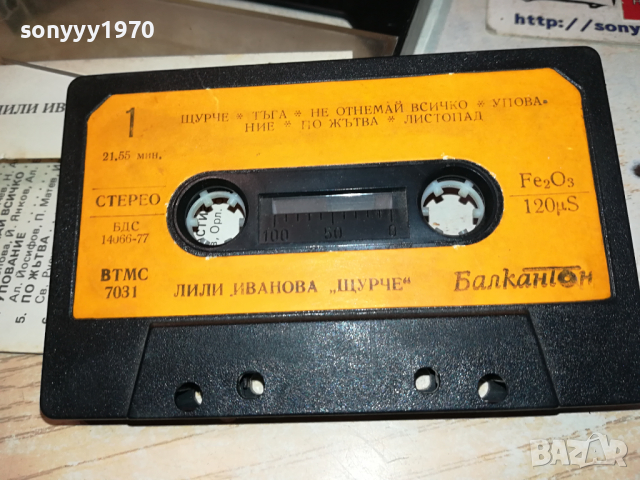 sonyyy1970
http://sony
ЛИЛИ ИВ
1
ЩУРЧЕ * ТЪГА * НЕ ОТНЕМАЙ ВСИЧКО * УПОВА-
НИЕ * ПО ЖЪТВА * ЛИСТОПАД
21.55 мин.
СТЕРЕО
БДС
14066-77
ВТМС
7031
Fe2O3
120µS
100 50 0
ЛИЛИ ИВАНОВА „ЩУРЧЕ“
Балкантон
5. ПО ЖЪТВА
BAZAR